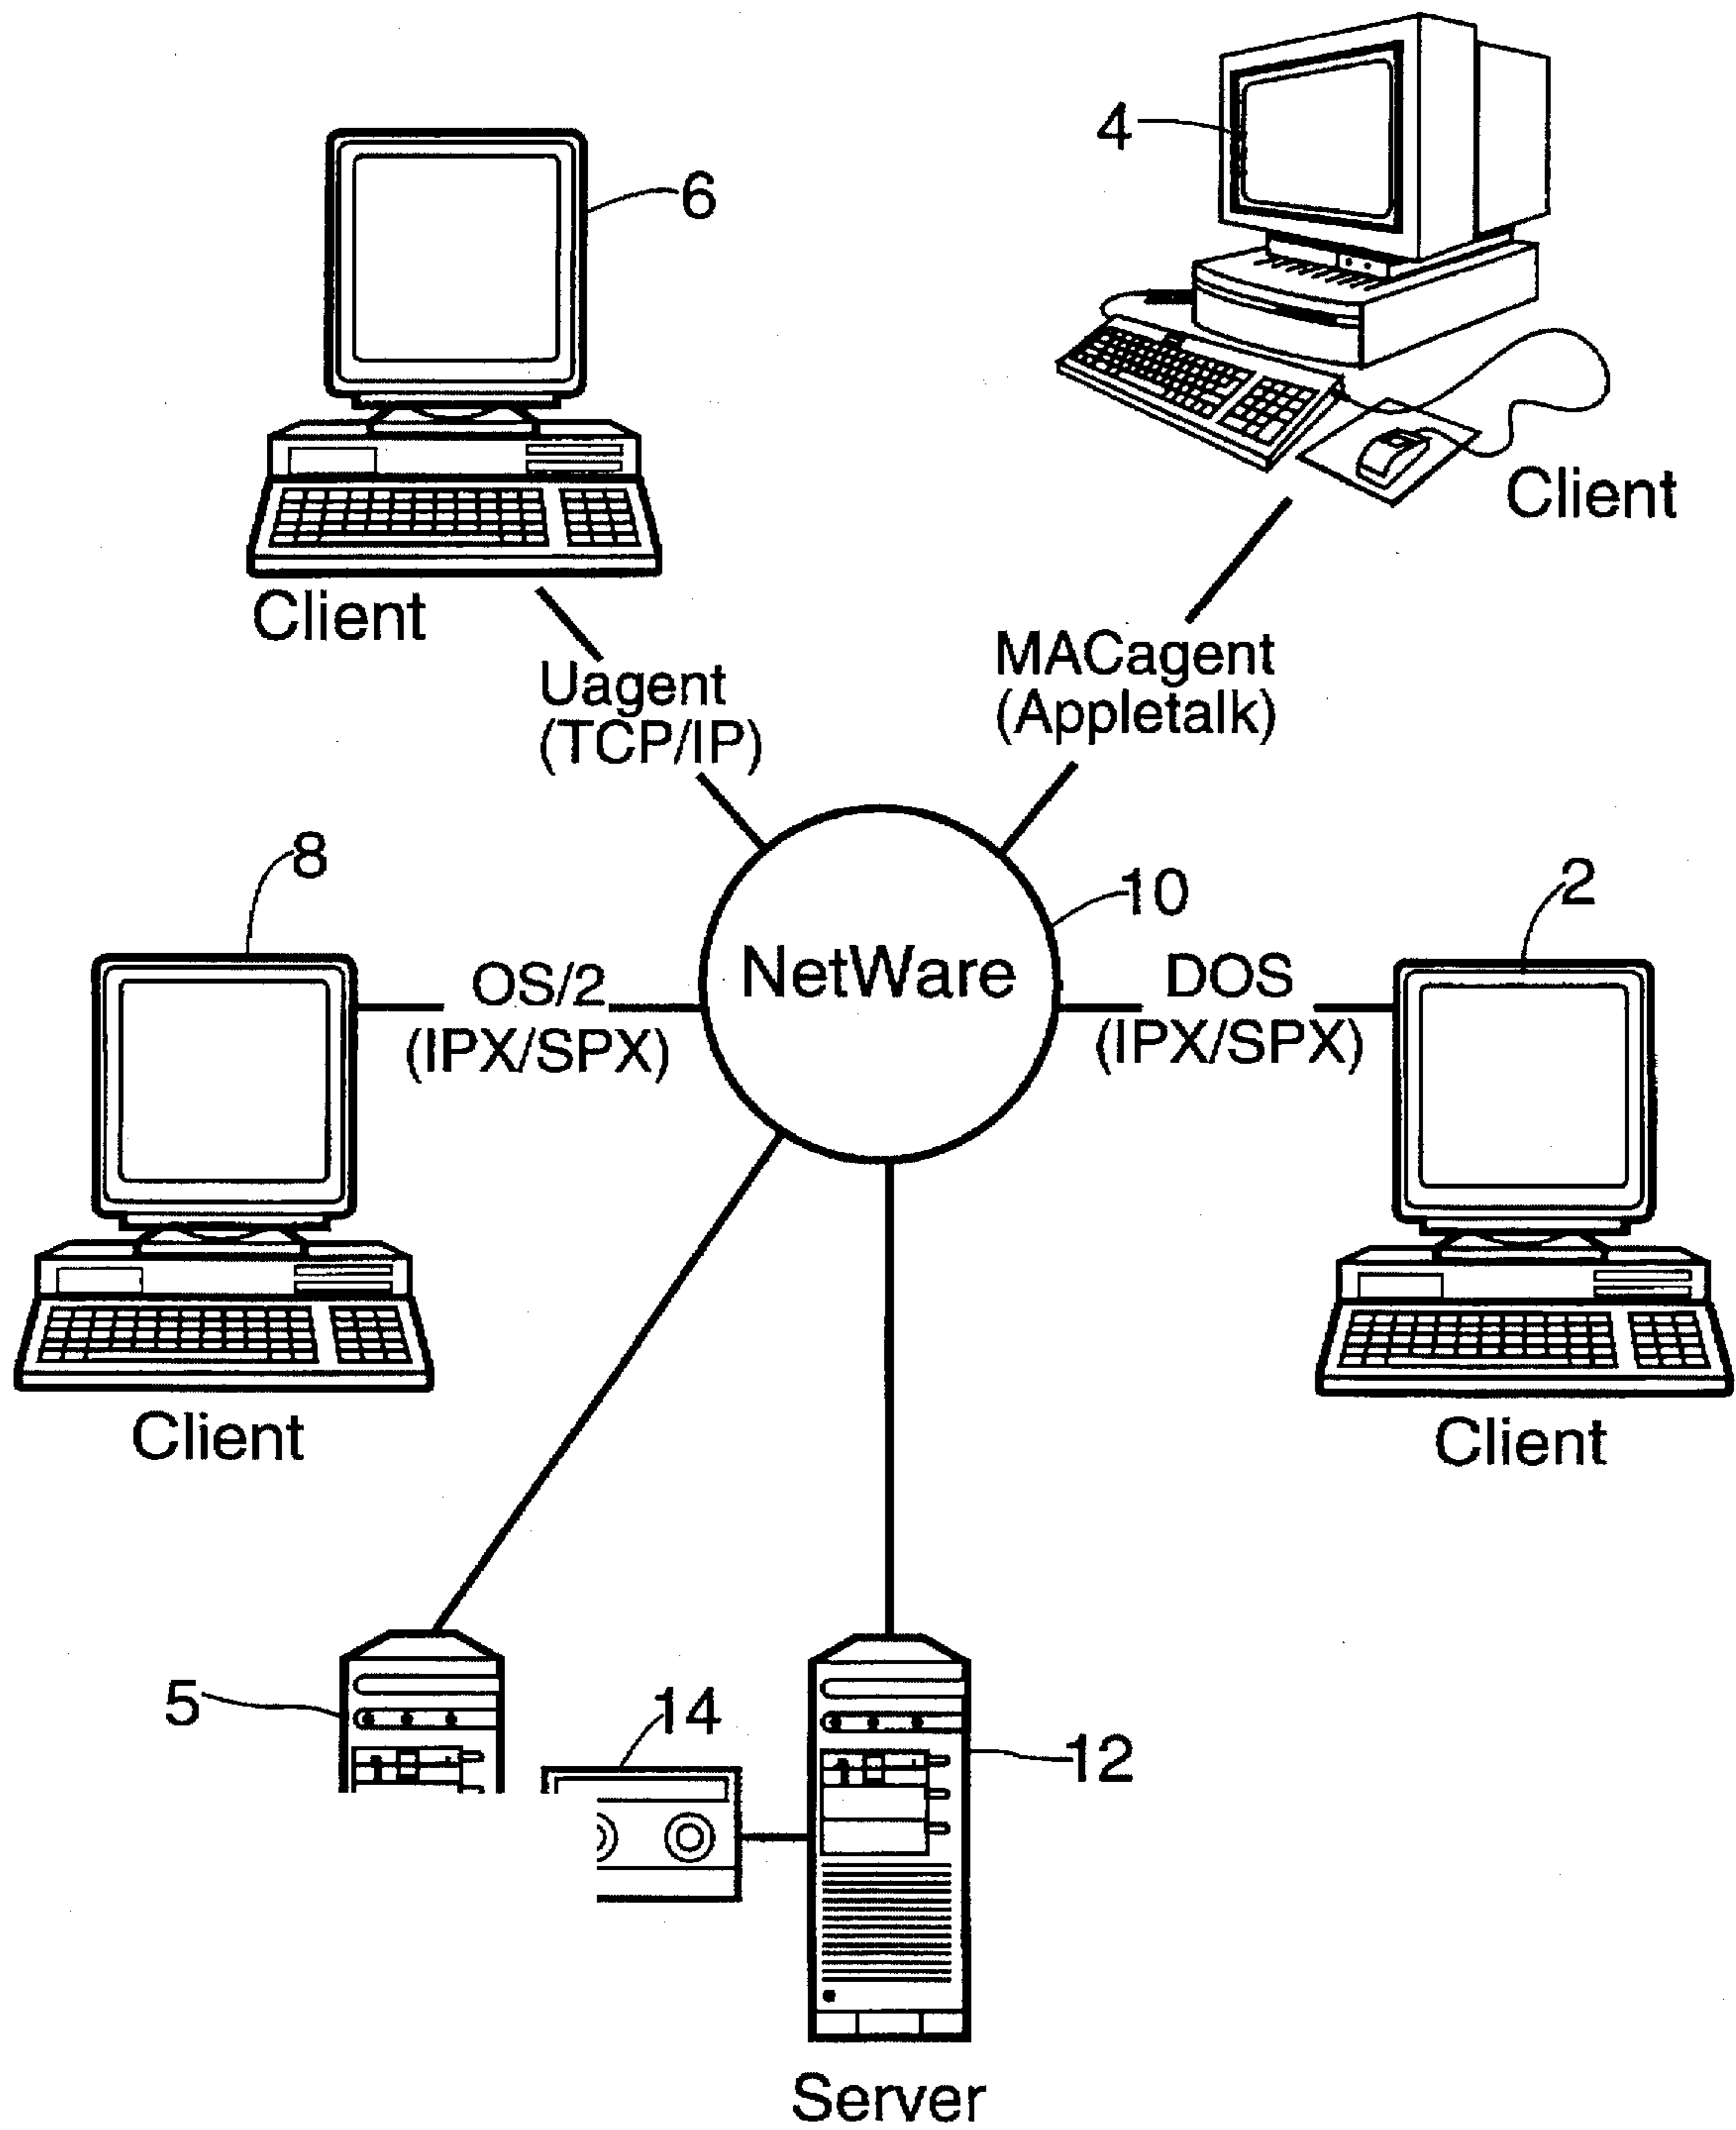 4
6
Client
Client
Uagent
(TCP/IP)
MACagent
(Appletalk)
8
10
2
NetWare
OS/2
(IPX/SPX)
DOS
(IPX/SPX)
Client
Client
5
14
12
Server